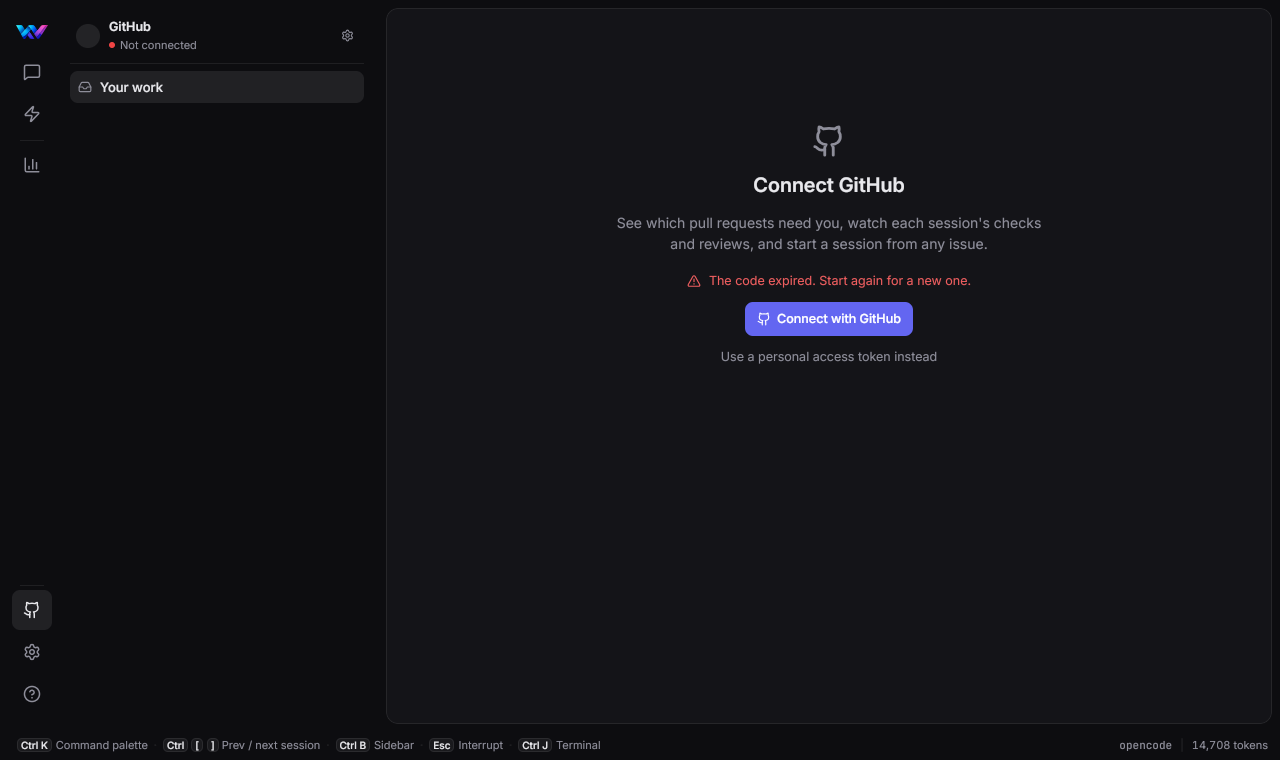 GitHub
Not connected
Your work
Connect GitHub
See which pull requests need you, watch each session's checks
and reviews, and start a session from any issue.
The code expired. Start again for a new one.
Connect with GitHub
Use a personal access token instead
Ctrl K Command palette · Ctrl [ ] Prev / next session · Ctrl B Sidebar · Esc Interrupt · Ctrl J Terminal
opencode 14,708 tokens